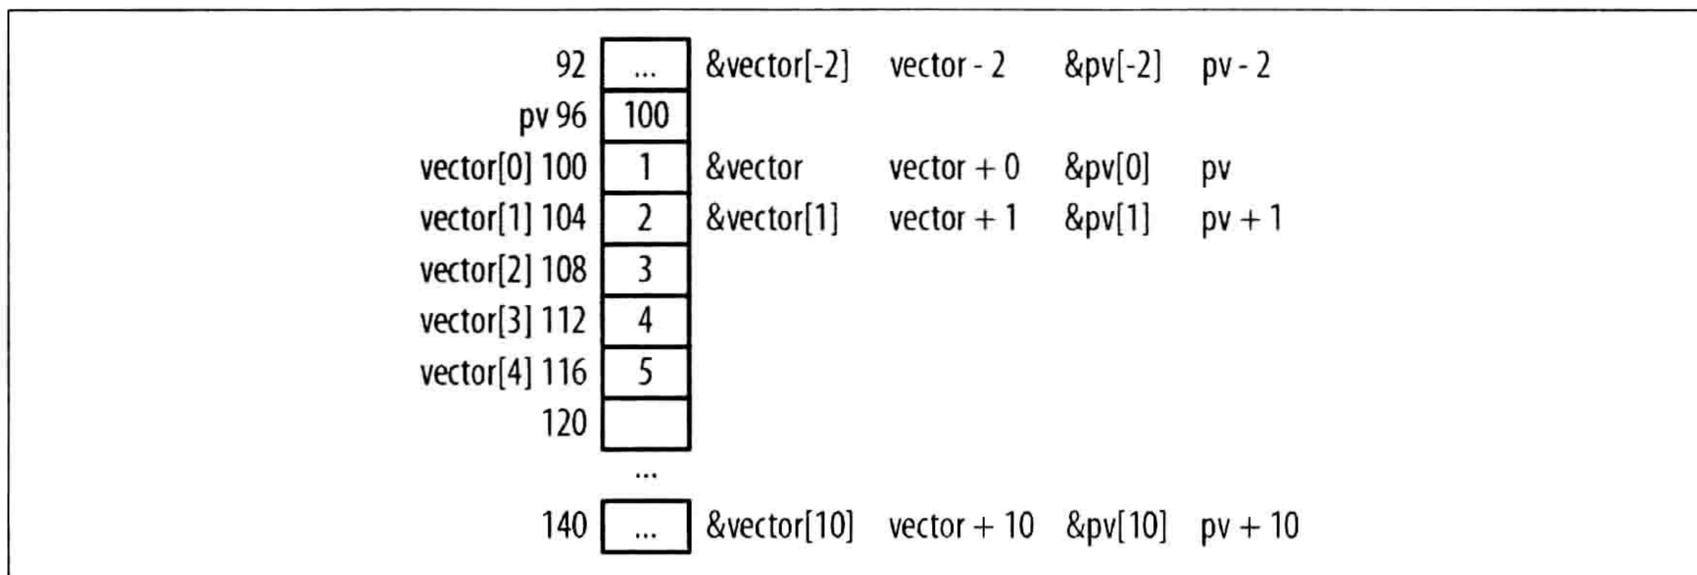 92 ... &vector[-2] vector - 2 &pv[-2] pv - 2
pv 96 100
vector[0] 100 1 &vector vector + 0 &pv[0] pv
vector[1] 104 2 &vector[1] vector + 1 &pv[1] pv + 1
vector[2] 108 3
vector[3] 112 4
vector[4] 116 5
120
...
140 ... &vector[10] vector + 10 &pv[10] pv + 10